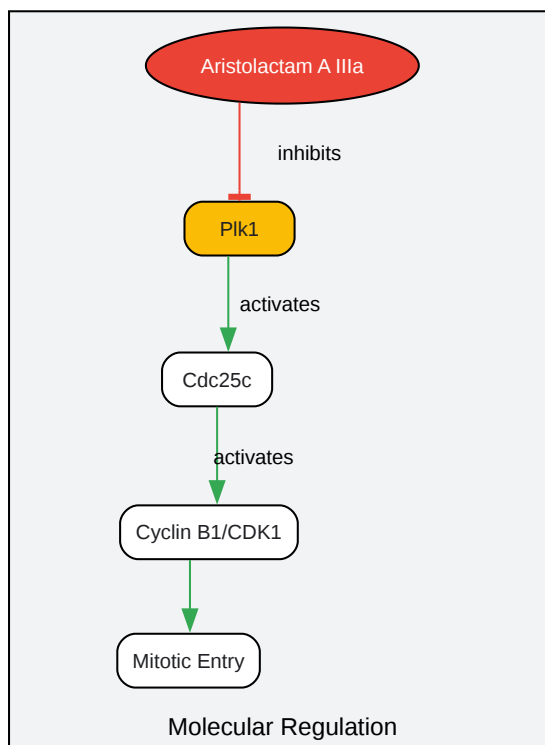 Aristolactam A IIIa
inhibits
Plk1
activates
Cdc25c
activates
Cyclin B1/CDK1
Mitotic Entry
Molecular Regulation